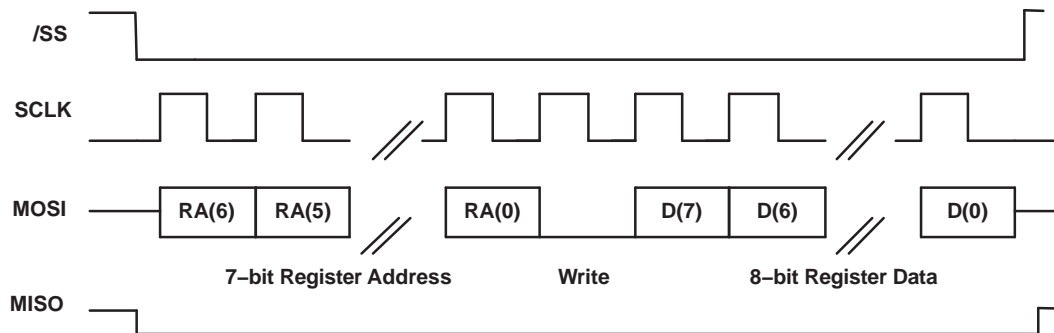 /SS
SCLK
MOSI RA(6) RA(5) RA(0) D(7) D(6) D(0)
7–bit Register Address Write 8–bit Register Data
MISO